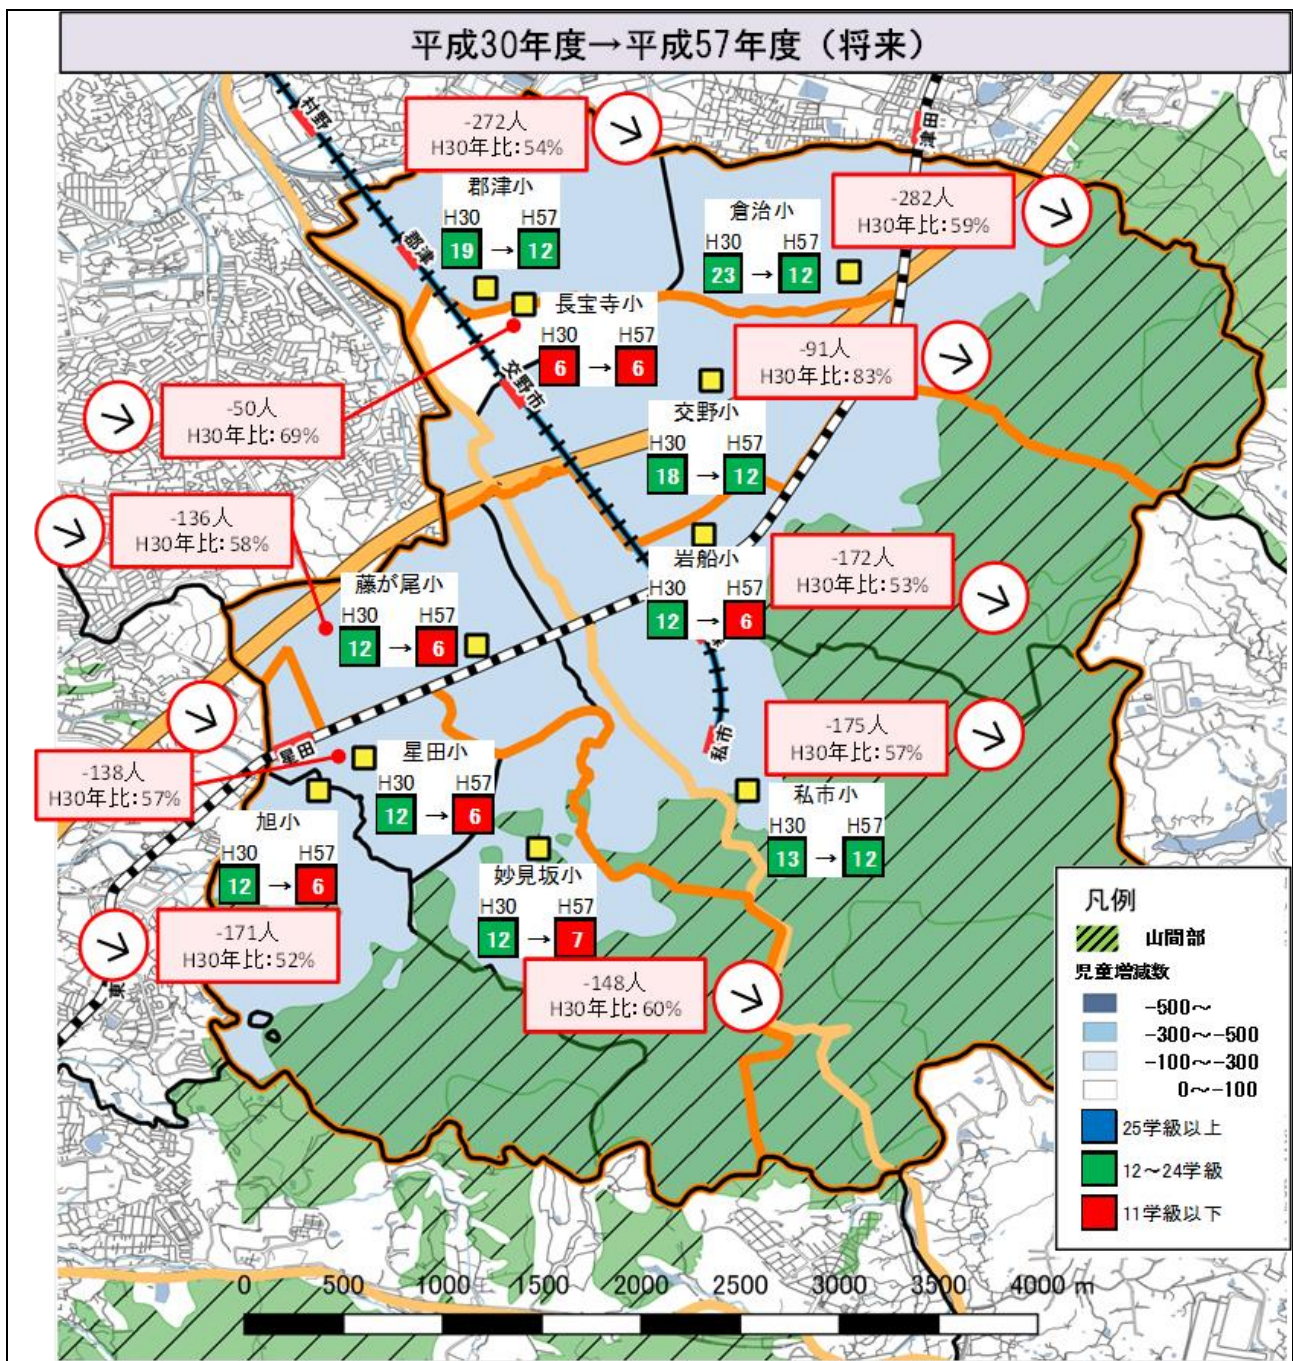 平成30年度→平成57年度（将来）
村野
津田
-272人
H30年比：54%
郡津小
H30 H57
19 → 12
郡津
倉治小
H30 H57
23 → 12
-282人
H30年比：59%
長宝寺小
H30 H57
6 → 6
交野市
-91人
H30年比：83%
-50人
H30年比：69%
交野小
H30 H57
18 → 12
-136人
H30年比：58%
藤が尾小
H30 H57
12 → 6
岩船小
H30 H57
12 → 6
-172人
H30年比：53%
私市
-175人
H30年比：57%
星田
-138人
H30年比：57%
星田小
H30 H57
12 → 6
私市小
H30 H57
13 → 12
旭小
H30 H57
12 → 6
妙見坂小
H30 H57
12 → 7
-171人
H30年比：52%
-148人
H30年比：60%
東
凡例
山間部
児童増減数
-500～
-300～-500
-100～-300
0～-100
25学級以上
12～24学級
11学級以下
0 500 1000 1500 2000 2500 3000 3500 4000 m